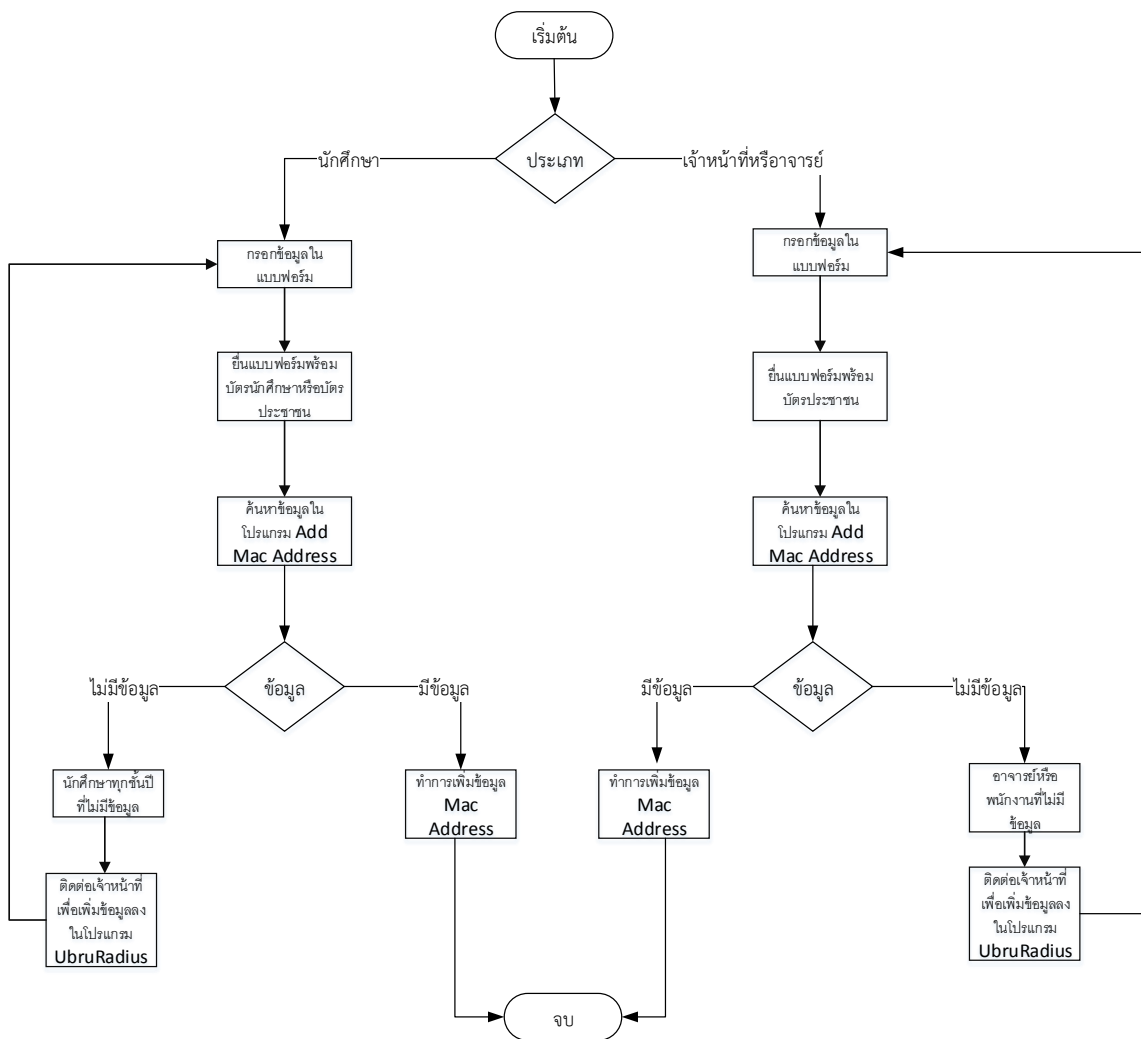 เริ่มต้น
ประเภท
นักศึกษา
เจ้าหน้าที่หรืออาจารย์
กรอกข้อมูลใน
แบบฟอร์ม
กรอกข้อมูลใน
แบบฟอร์ม
ยื่นแบบฟอร์มพร้อม
บัตรนักศึกษาหรือบัตร
ประชาชน
ยื่นแบบฟอร์มพร้อม
บัตรประชาชน
ค้นหาข้อมูลใน
โปรแกรม Add
Mac Address
ค้นหาข้อมูลใน
โปรแกรม Add
Mac Address
ไม่มีข้อมูล
ข้อมูล
มีข้อมูล
มีข้อมูล
ข้อมูล
ไม่มีข้อมูล
นักศึกษาทุกชั้นปี
ที่ไม่มีข้อมูล
ทำการเพิ่มข้อมูล
Mac
Address
ทำการเพิ่มข้อมูล
Mac
Address
อาจารย์หรือ
พนักงานที่ไม่มี
ข้อมูล
ติดต่อเจ้าหน้าที่
เพื่อเพิ่มข้อมูลลง
ในโปรแกรม
UbruRadius
ติดต่อเจ้าหน้าที่
เพื่อเพิ่มข้อมูลลง
ในโปรแกรม
UbruRadius
จบ